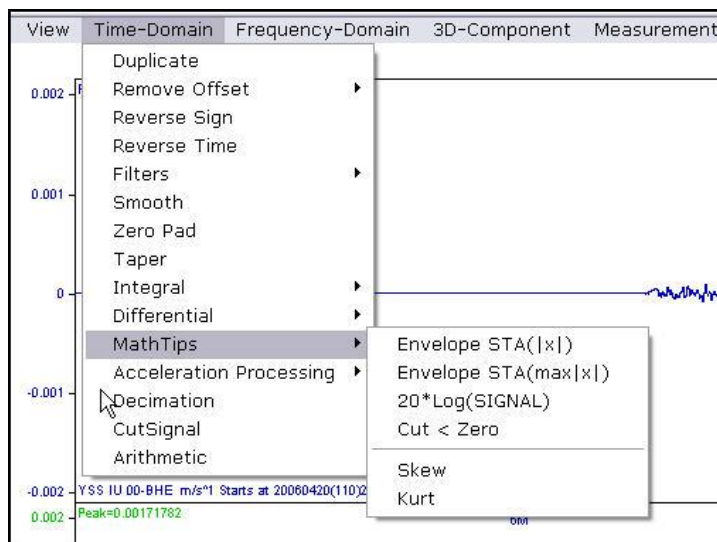 View Time-Domain Frequency-Domain 3D-Component Measurement
Duplicate
0.002
Remove Offset
Reverse Sign
Reverse Time
Filters
0.001
Smooth
Zero Pad
Taper
Integral
0
Differential
MathTips
Envelope STA(|x|)
Acceleration Processing
Envelope STA(max|x|)
-0.001
Decimation
20*Log(SIGNAL)
CutSignal
Cut < Zero
Arithmetic
Skew
-0.002
YSS IU 00-BHE m/s^1 Starts at 20060420(110)2
Kurt
0.002
Peak=0.00171782